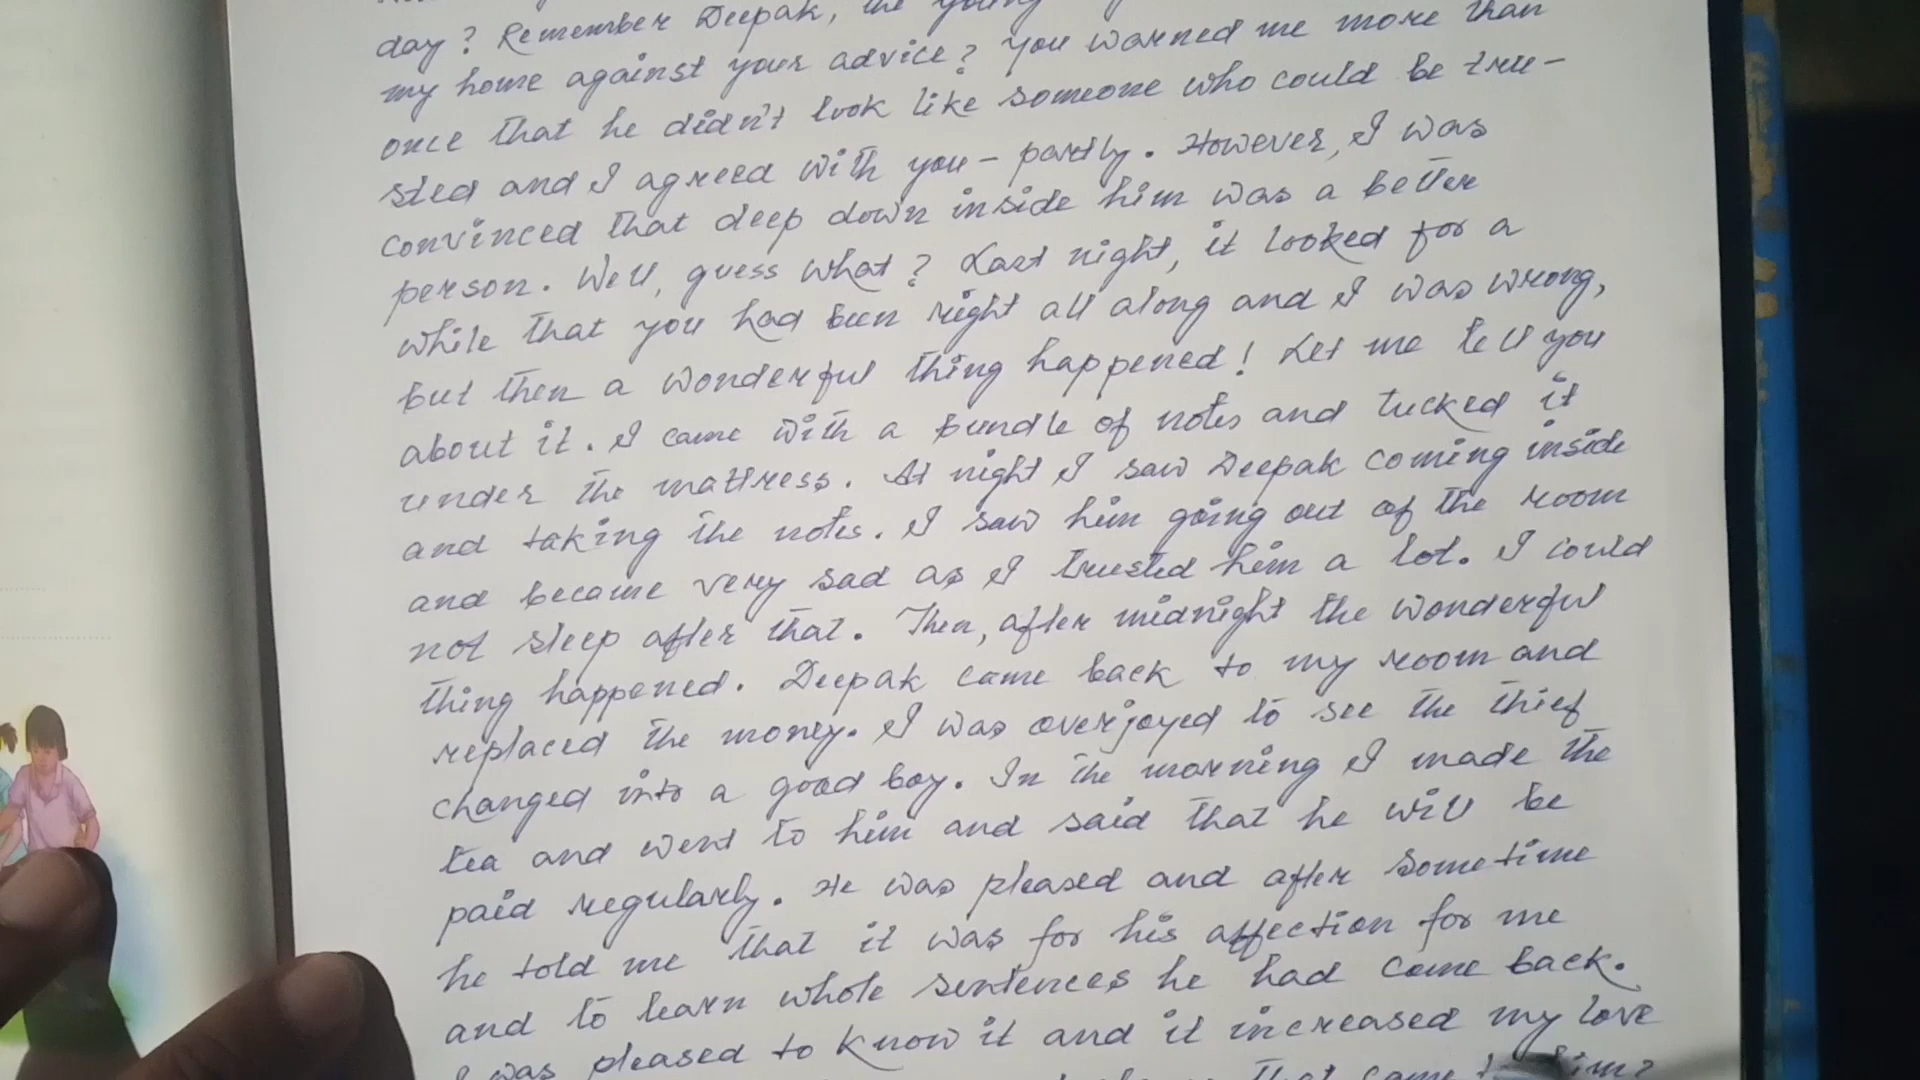 day? Remember Deepak, the young
my home against your advice? You warned me more than
once that he didn't look like someone who could be tru-
sted and I agreed with you - partly. However, I was
convinced that deep down inside him was a better
person. Well, guess what? Last night, it looked for a
while that you had been right all along and I was wrong,
but then a wonderful thing happened! Let me tell you
about it. I came with a bundle of notes and tucked it
under the mattress. At night I saw Deepak coming inside
and taking the notes. I saw him going out of the room
and became very sad as I trusted him a lot. I could
not sleep after that. Then, after midnight the wonderful
thing happened. Deepak came back to my room and
replaced the money. I was overjoyed to see the thief
changed into a good boy. In the morning I made the
tea and went to him and said that he will be
paid regularly. He was pleased and after sometime
he told me that it was for his affection for me
and to learn whole sentences he had come back.
I was pleased to know it and it increased my love
that came